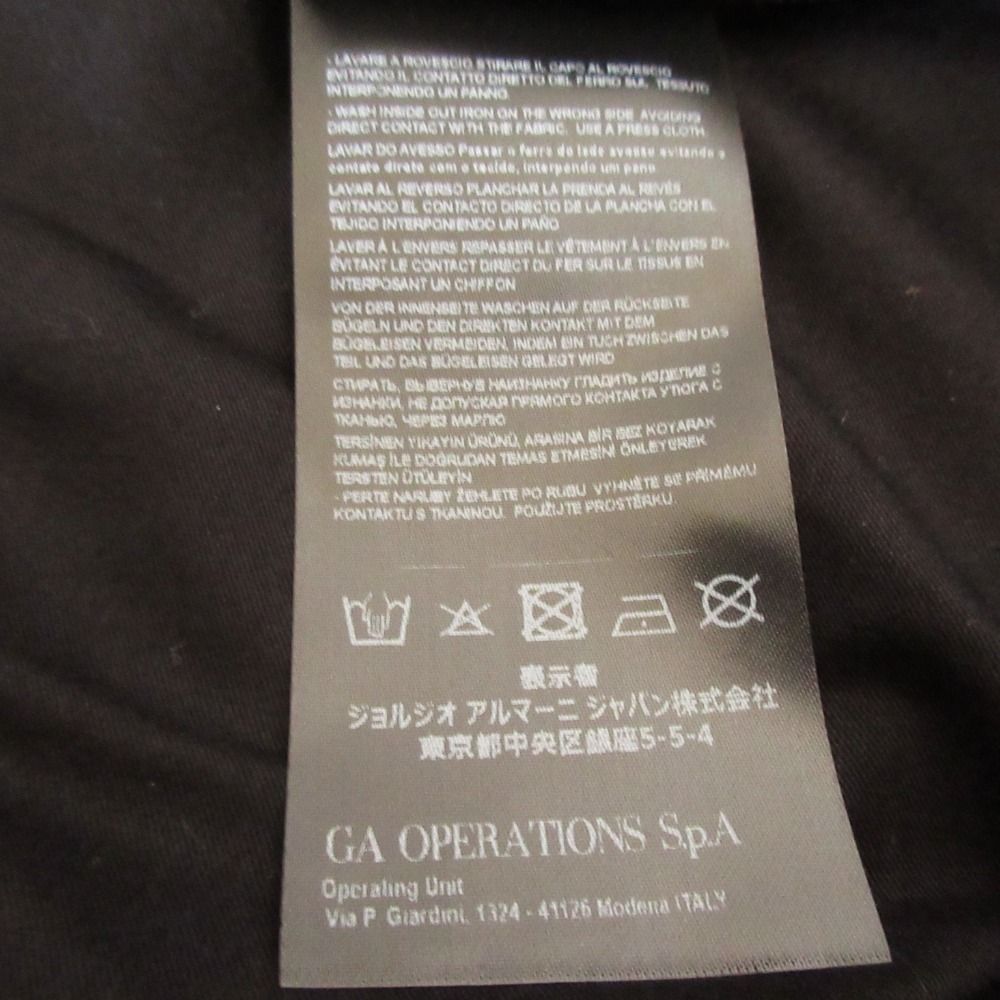 - LAVARE A ROVESCIO STIRARE IL CAPO AL ROVESCIO
EVITANDO IL CONTATTO DIRETTO DEL FERRO SUL TESSUTO
INTERPONENDO UN PANNO.
- WASH INSIDE OUT IRON ON THE WRONG SIDE AVOIDING
DIRECT CONTACT WITH THE FABRIC. USE A PRESS CLOTH
LAVAR DO AVESSO Passar o ferro do lado avesso evitando o
contato direto com o tecido, interpondo um pano
LAVAR AL REVERSO PLANCHAR LA PRENDA AL REVÉS
EVITANDO EL CONTACTO DIRECTO DE LA PLANCHA CON EL
TEJIDO INTERPONIENDO UN PAÑO
LAVER À L'ENVERS REPASSER LE VÊTEMENT À L'ENVERS EN
ÉVITANT LE CONTACT DIRECT DU FER SUR LE TISSUS EN
INTERPOSANT UN CHIFFON
VON DER INNENSEITE WASCHEN AUF DER RÜCKSEITE
BÜGELN UND DEN DIREKTEN KONTAKT MIT DEM
BÜGELEISEN VERMEIDEN, INDEM EIN TUCH ZWISCHEN DAS
TEIL UND DAS BÜGELEISEN GELEGT WIRD
СТИРАТЬ, ВЫВЕРНУВ НАИЗНАНКУ ГЛАДИТЬ ИЗДЕЛИЕ С
ИЗНАНКИ, НЕ ДОПУСКАЯ ПРЯМОГО КОНТАКТА УТЮГА С
ТКАНЬЮ, ЧЕРЕЗ МАРЛЮ
TERSİNEN YIKAYIN ÜRÜNÜ, ARASINA BİR BEZ KOYARAK
KUMAŞ İLE DOĞRUDAN TEMAS ETMESİNİ ÖNLEYEREK
TERSTEN ÜTÜLEYİN
- PERTE NARUBY ŽEHLETE PO RUBU VYHNĚTE SE PŘÍMÉMU
KONTAKTU S TKANINOU. POUŽIJTE PROSTĚRKU.
表示者
ジョルジオ アルマーニ ジャパン株式会社
東京都中央区銀座5-5-4
GA OPERATIONS S.p.A
Operating Unit
Via P. Giardini, 1324 - 41126 Modena ITALY